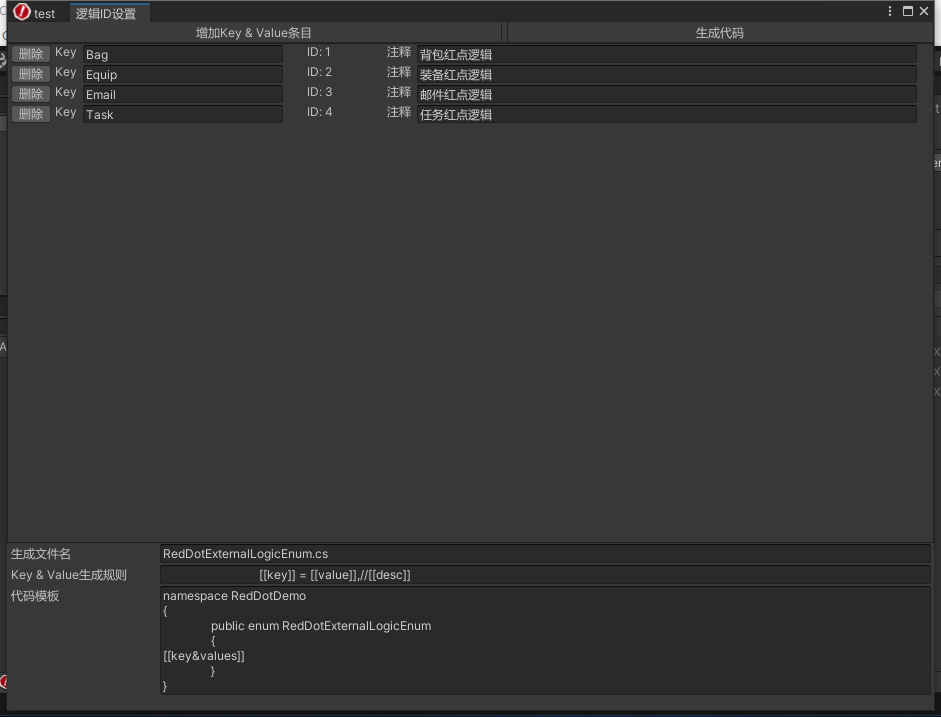 test 逻辑ID设置
增加Key & Value条目 生成代码
删除 Key Bag ID: 1 注释 背包红点逻辑
删除 Key Equip ID: 2 注释 装备红点逻辑
删除 Key Email ID: 3 注释 邮件红点逻辑
删除 Key Task ID: 4 注释 任务红点逻辑
生成文件名 RedDotExternalLogicEnum.cs
Key & Value生成规则 [[key]] = [[value]],//[[desc]]
代码模板 namespace RedDotDemo
{
public enum RedDotExternalLogicEnum
{
[[key&values]]
}
}